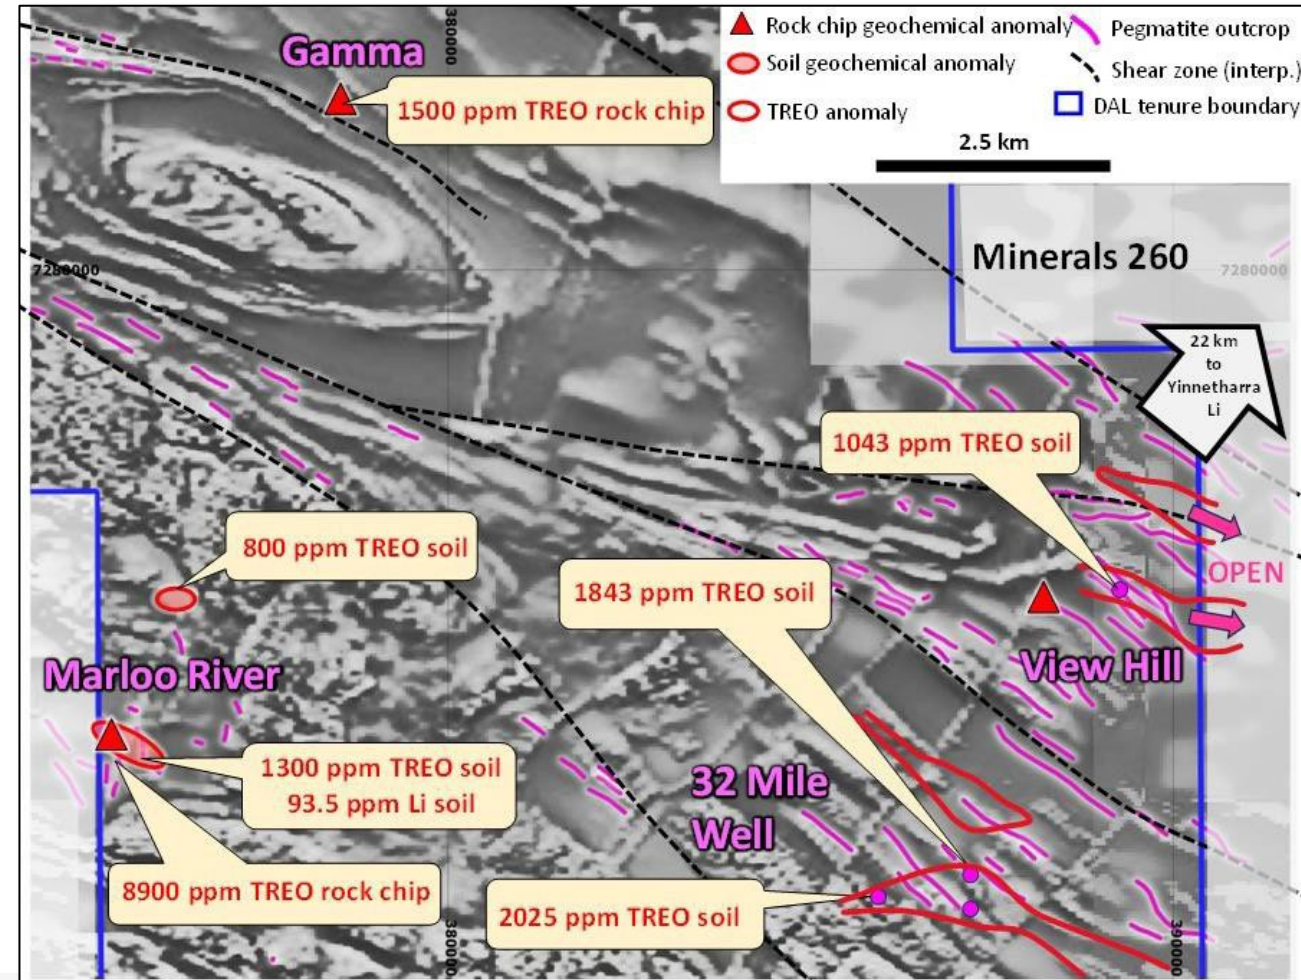 Gamma
380000
Rock chip geochemical anomaly
Soil geochemical anomaly
TREO anomaly
Pegmatite outcrop
Shear zone (interp.)
DAL tenure boundary
2.5 km
1500 ppm TREO rock chip
7280000
Minerals 260
7280000
22 km
to
Yinnetharra
Li
1043 ppm TREO soil
800 ppm TREO soil
1843 ppm TREO soil
OPEN
Marloo River
View Hill
1300 ppm TREO soil
93.5 ppm Li soil
32 Mile
Well
8900 ppm TREO rock chip
2025 ppm TREO soil
380000
390000